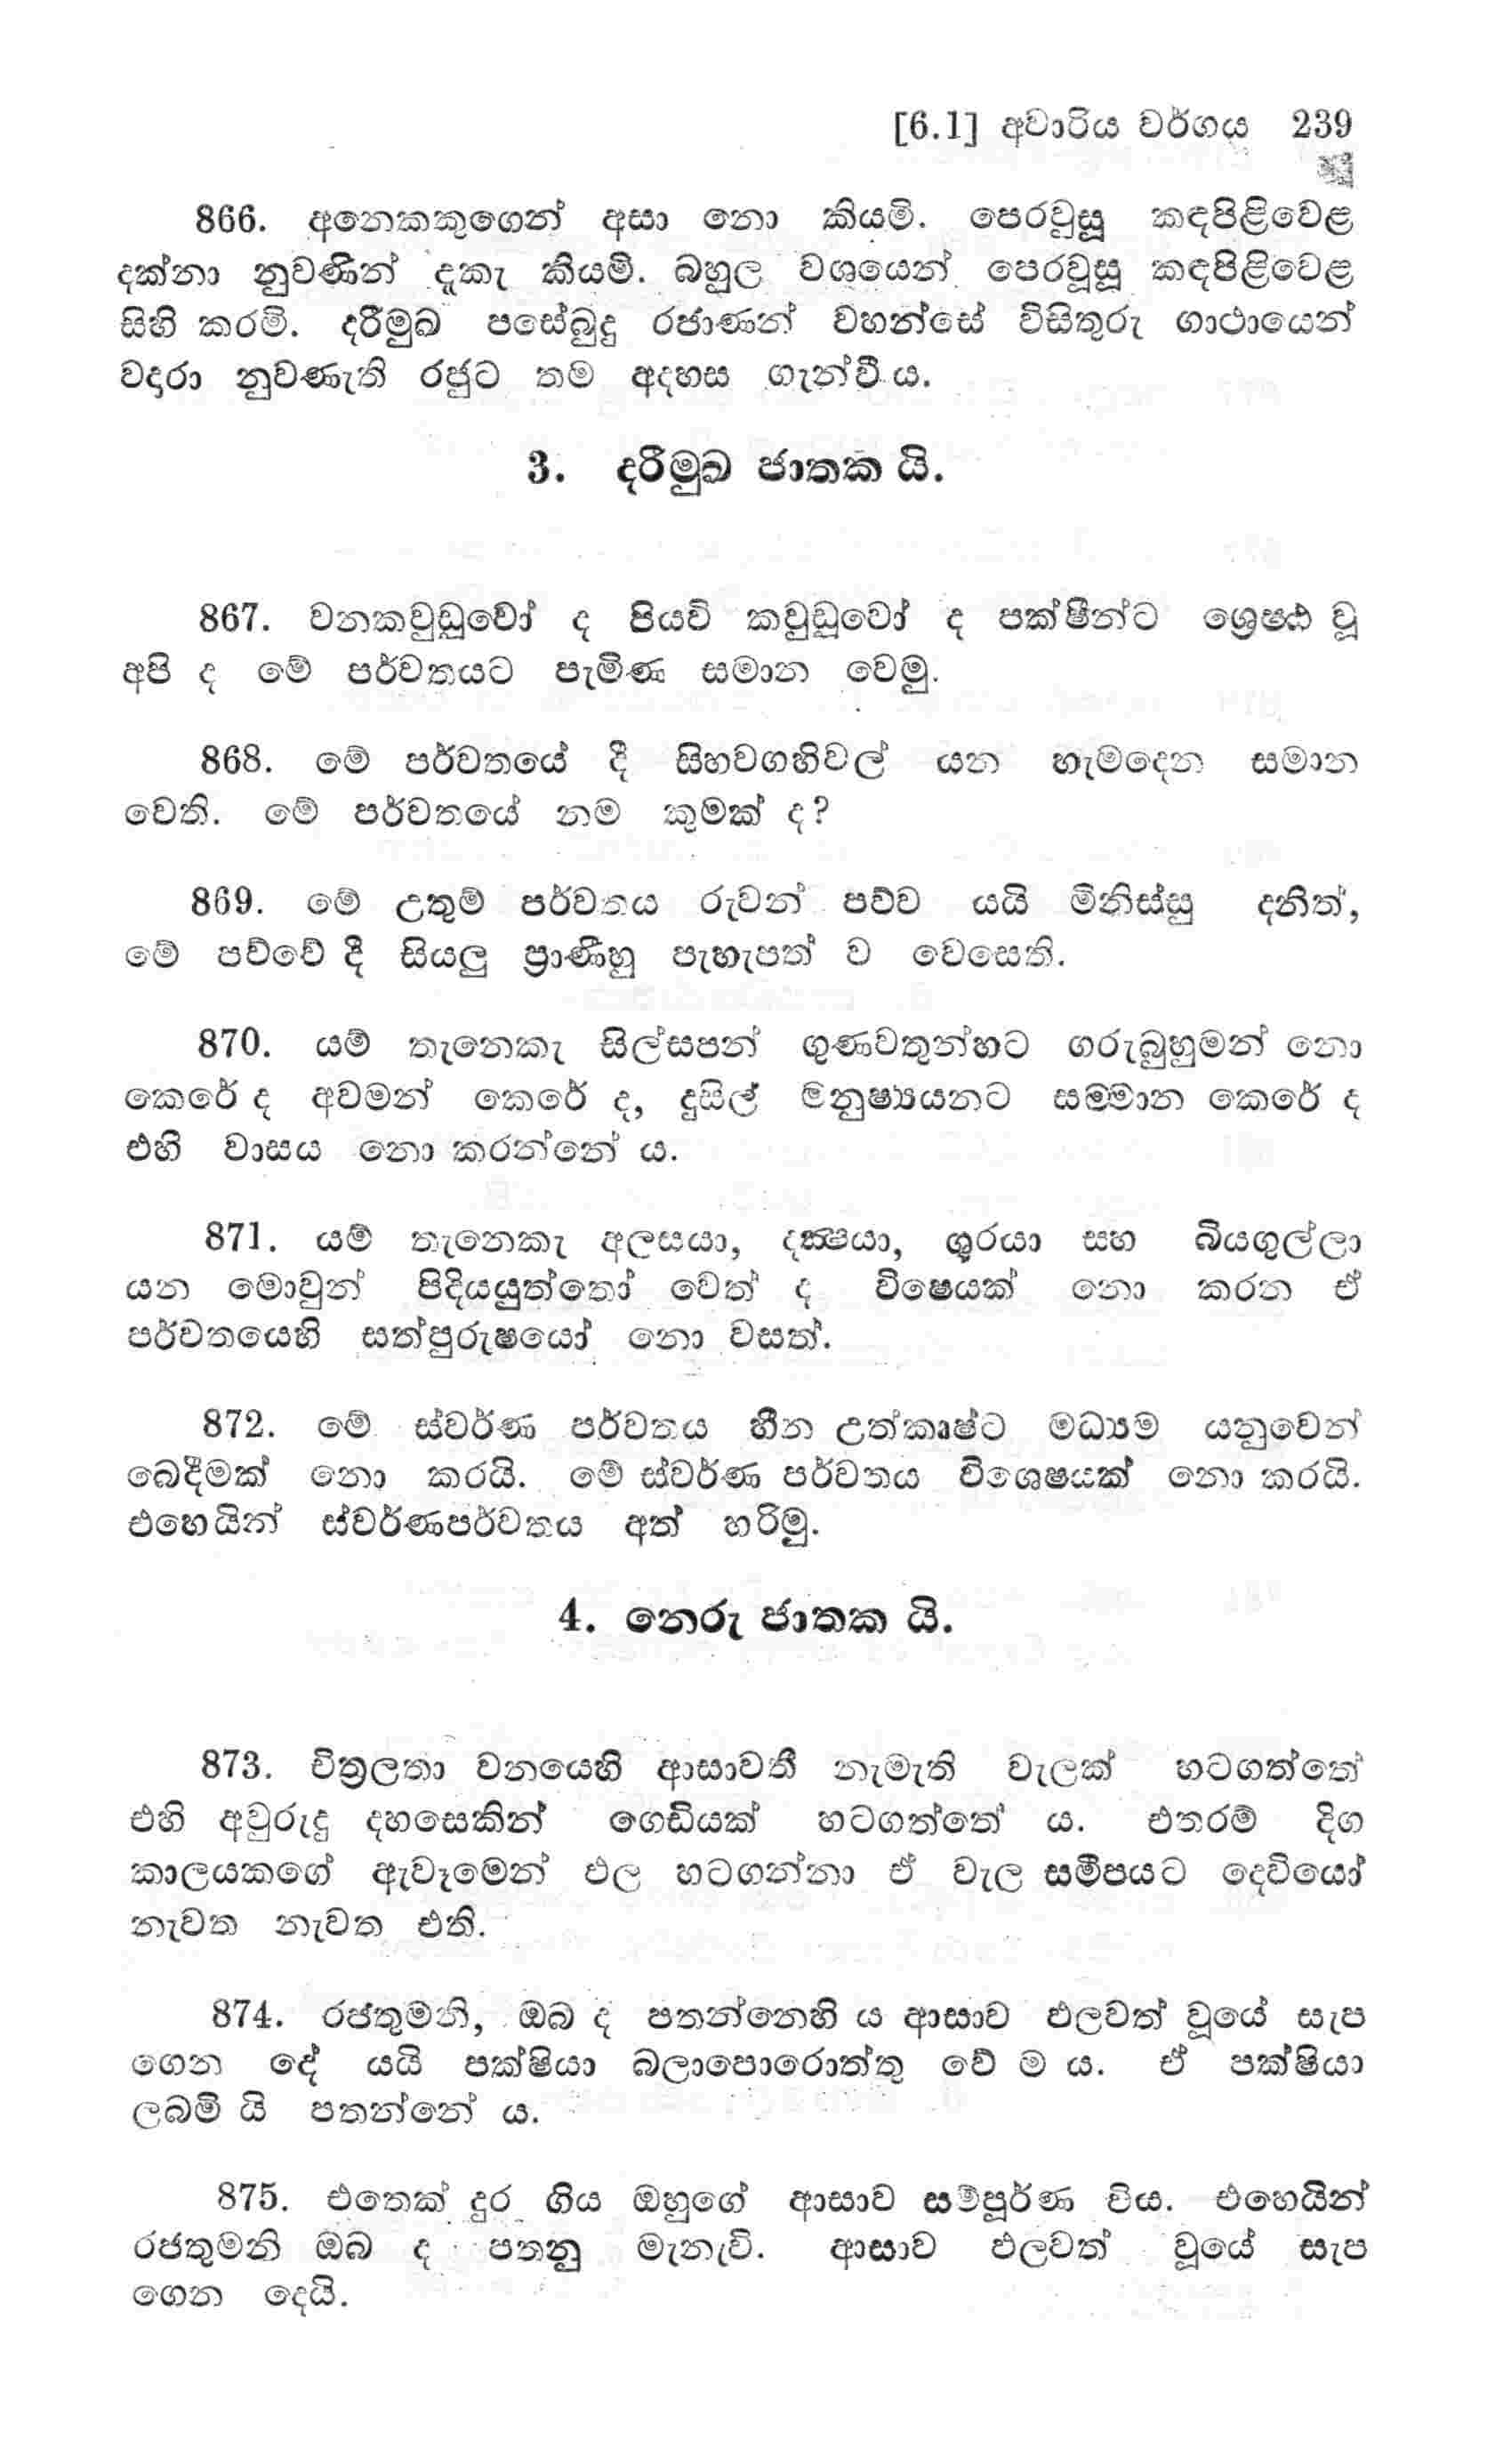 [6.1] අවාරිය වර්ගය 239
866. අනෙකකුගෙන් අසා නො කියමි. පෙරවුසූ කඳපිළිවෙළ
දක්නා නුවණින් දැකැ කියමි. බහුල වශයෙන් පෙරවූසූ කඳපිළිවෙළ
සිහි කරමි. දරීමුඛ පසේබුදු රජාණන් වහන්සේ විසිතුරු ගාථායෙන්
වදාරා නුවණැති රජුට තම අදහස ගැන්වී ය.
3. දරීමුඛ ජාතක යි.
867. වනකවුඩුවෝ ද පියවි කවුඩුවෝ ද පක්ෂීන්ට ශ්‍රෙෂ්ඨ වූ
අපි ද මේ පර්වතයට පැමිණ සමාන වෙමු.
868. මේ පර්වතයේ දී සිහවගහිවල් යන හැමදෙන සමාන
වෙති. මේ පර්වතයේ නම කුමක් ද?
869. මේ උතුම් පර්වතය රුවන් පව්ව යයි මිනිස්සු දනිත්,
මේ පව්වේ දී සියලු ප්‍රාණීහු පැහැපත් ව වෙසෙති.
870. යම් තැනෙකැ සිල්සපන් ගුණවතුන්හට ගරුබුහුමන් නො
කෙරේ ද අවමන් කෙරේ ද, දුසිල් මනුෂ්‍යයනට සම්මාන කෙරේ ද
එහි වාසය නො කරන්නේ ය.
871. යම් තැනෙකැ අලසයා, දක්‍ෂයා, ශූරයා සහ බියගුල්ලා
යන මොවුන් පිදියයුත්තෝ වෙත් ද විෂෙයක් නො කරන ඒ
පර්වතයෙහි සත්පුරුෂයෝ නො වසත්.
872. මේ ස්වර්ණ පර්වතය හීන උත්කෘෂ්ට මධ්‍යම යනුවෙන්
බෙදීමක් නො කරයි. මේ ස්වර්ණ පර්වතය විශෙෂයක් නො කරයි.
එහෙයින් ස්වර්ණපර්වතය අත් හරිමු.
4. නෙරු ජාතක යි.
873. චිත්‍රලතා වනයෙහි ආසාවතී නැමැති වැලක් හටගත්තේ
එහි අවුරුදු දහසෙකින් ගෙඩියක් හටගත්තේ ය. එතරම් දිග
කාලයකගේ ඇවෑමෙන් ඵල හටගන්නා ඒ වැල සමීපයට දෙවියෝ
නැවත නැවත එති.
874. රජතුමනි, ඔබ ද පතන්නෙහි ය ආසාව ඵලවත් වූයේ සැප
ගෙන දේ යයි පක්ෂියා බලාපොරොත්තු වේ ම ය. ඒ පක්ෂියා
ලබමි යි පතන්නේ ය.
875. එතෙක් දුර ගිය ඔහුගේ ආසාව සම්පූර්ණ විය. එහෙයින්
රජතුමනි ඔබ ද පතනු මැනැවි. ආසාව ඵලවත් වූයේ සැප
ගෙන දෙයි.